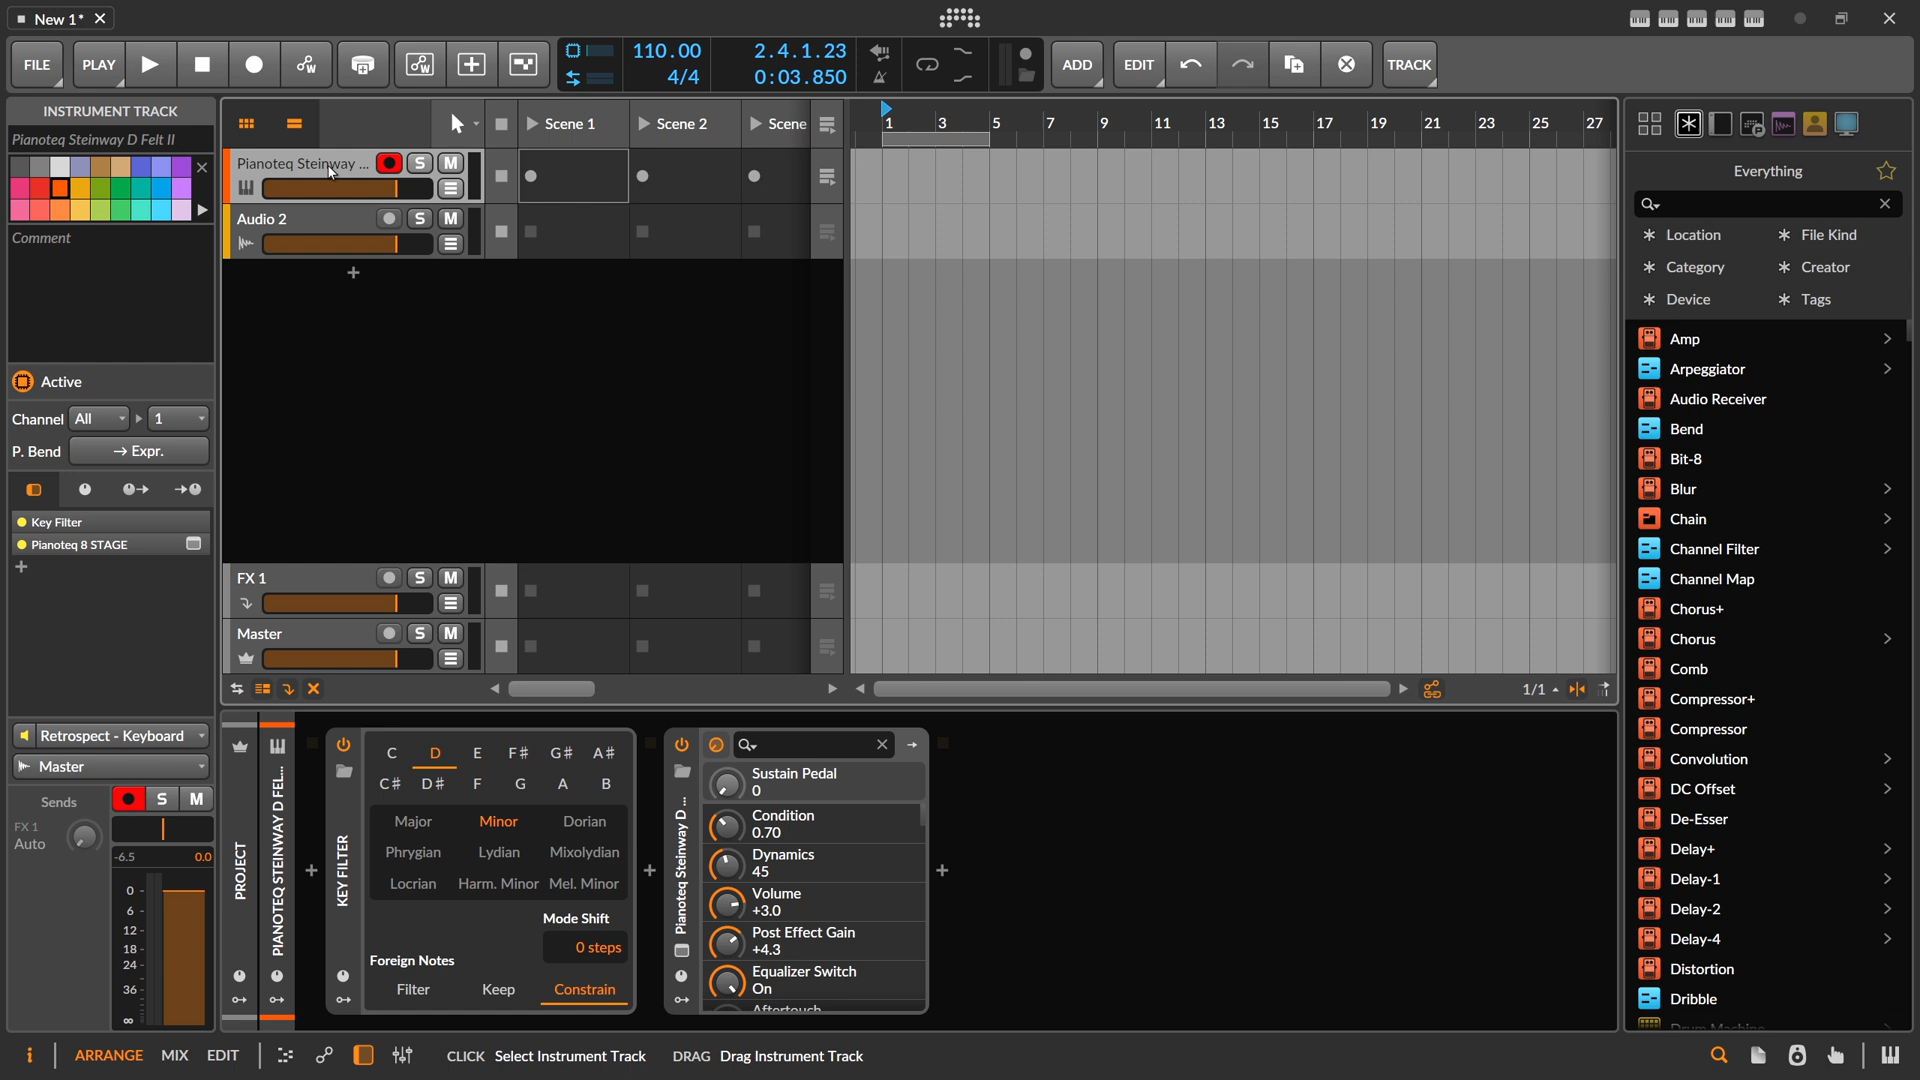 New 1*
FILE
PLAY
110.00
4/4
2.4.1.23
0:03.850
ADD
EDIT
TRACK
INSTRUMENT TRACK
Pianoteq Steinway D Felt II
Comment
Active
Channel All 1
P. Bend → Expr.
Key Filter
Pianoteq 8 STAGE
+
Retrospect - Keyboard
Master
Sends
S M
FX 1
Auto
-6.5 0.0
0
6
12
18
24
36
∞
Scene 1
Scene 2
Scene
Pianoteq Steinway ...
S M
Audio 2
S M
+
FX 1
S M
Master
S M
1 3 5 7 9 11 13 15 17 19 21 23 25 27
1/1
PROJECT
PIANOTEQ STEINWAY D FEL...
KEY FILTER
C D E F♯ G♯ A♯
C♯ D♯ F G A B
Major Minor Dorian
Phrygian Lydian Mixolydian
Locrian Harm. Minor Mel. Minor
Mode Shift
0 steps
Foreign Notes
Filter Keep Constrain
Pianoteq Steinway D ...
Sustain Pedal
0
Condition
0.70
Dynamics
45
Volume
+3.0
Post Effect Gain
+4.3
Equalizer Switch
On
Everything
Location
File Kind
Category
Creator
Device
Tags
Amp
Arpeggiator
Audio Receiver
Bend
Bit-8
Blur
Chain
Channel Filter
Channel Map
Chorus+
Chorus
Comb
Compressor+
Compressor
Convolution
DC Offset
De-Esser
Delay+
Delay-1
Delay-2
Delay-4
Distortion
Dribble
i
ARRANGE MIX EDIT
CLICK Select Instrument Track DRAG Drag Instrument Track